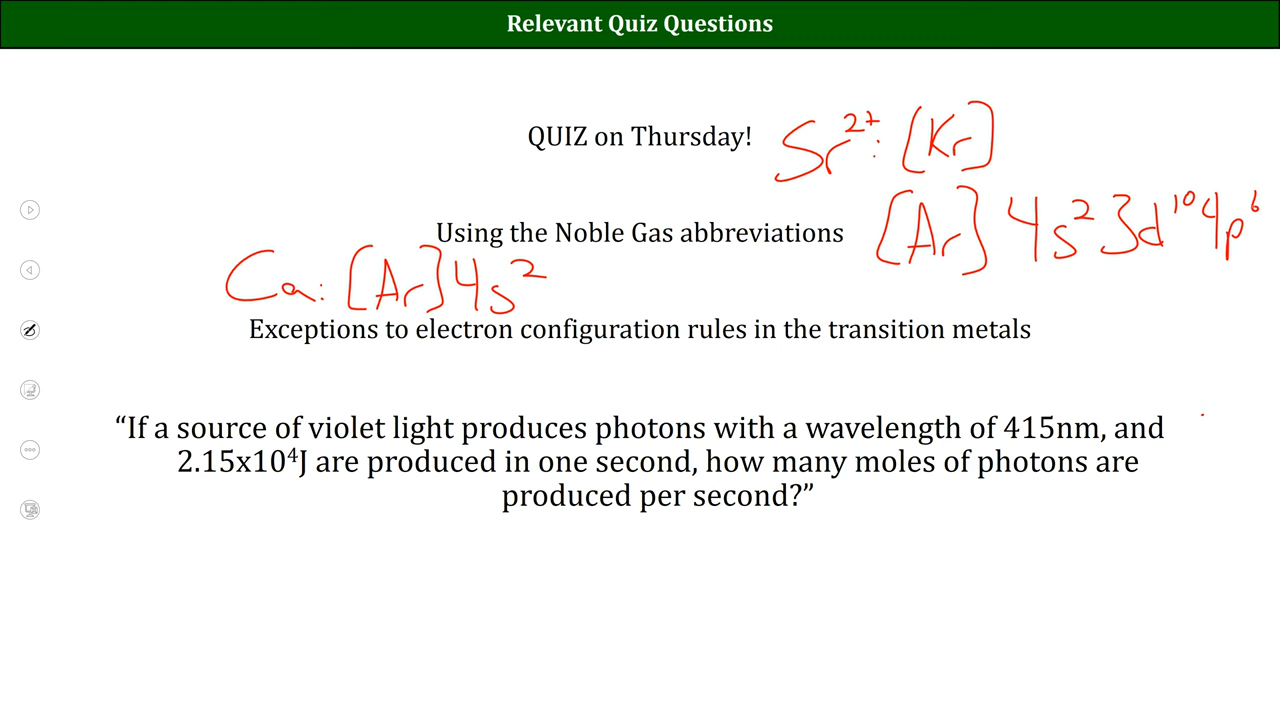 Relevant Quiz Questions
QUIZ on Thursday!
Sr²⁺: [Kr]
Using the Noble Gas abbreviations
[Ar] 4s² 3d¹⁰ 4p⁶
Ca: [Ar] 4s²
Exceptions to electron configuration rules in the transition metals
“If a source of violet light produces photons with a wavelength of 415nm, and
2.15x10⁴J are produced in one second, how many moles of photons are
produced per second?”